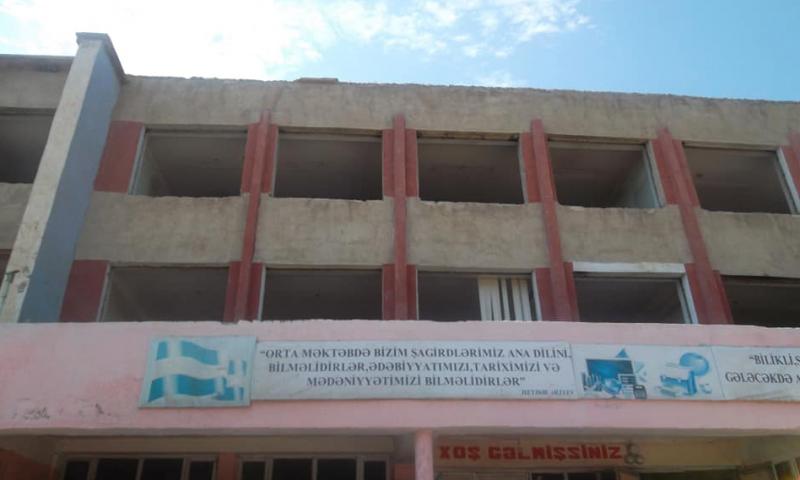 "ORTA MƏKTƏBDƏ BİZİM ŞAGİRDLƏRİMİZ ANA DİLİNİ,
BİLMƏLİDİRLƏR,ƏDƏBİYYATIMIZI,TARİXİMİZİ VƏ
MƏDƏNİYYƏTİMİZİ BİLMƏLİDİRLƏR"
HEYDƏR ƏLİYEV
"BİLİKLİ,
GƏLƏCƏKDƏ
XOŞ GƏLMİŞSİNİZ